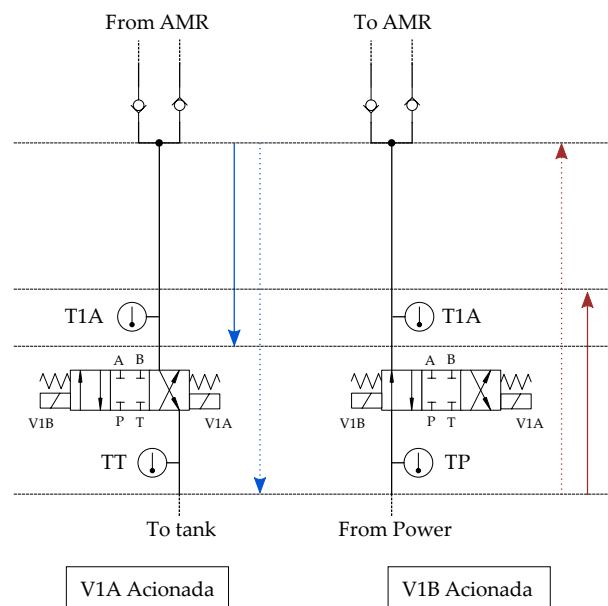 From AMR To AMR
T1A T1A
A B A B
V1B P T V1A V1B P T V1A
TT TP
To tank From Power
V1A Acionada V1B Acionada